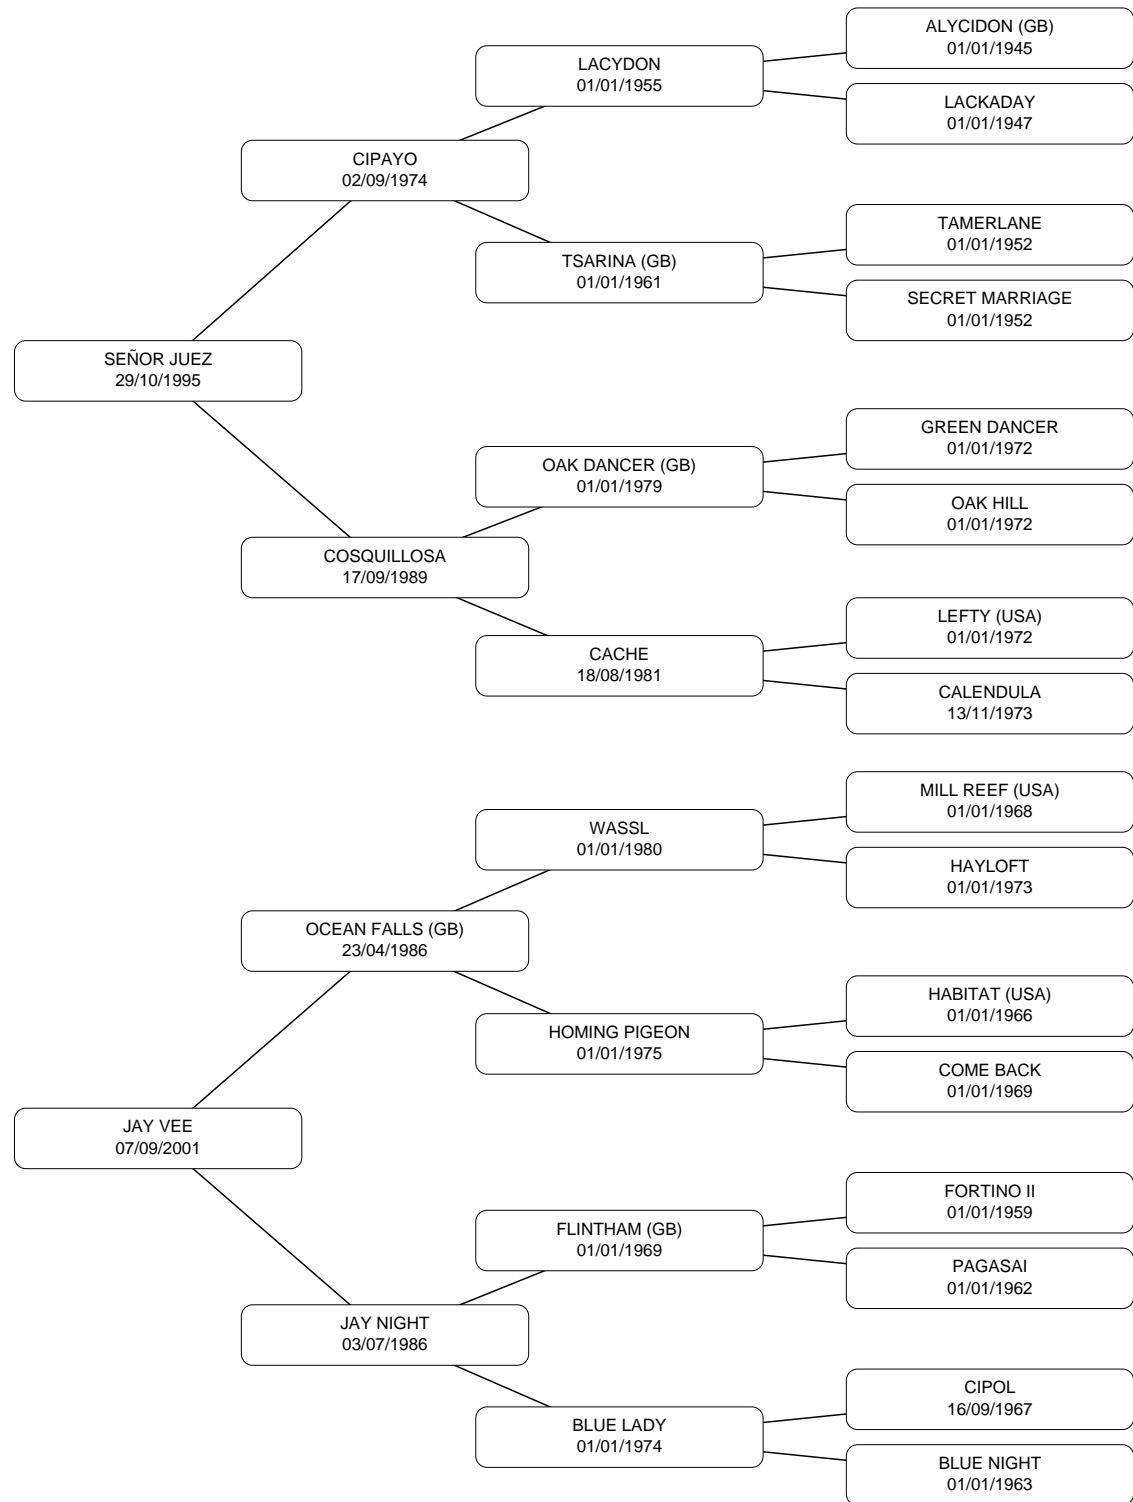 ALYCIDON (GB)
01/01/1945
LACYDON
01/01/1955
LACKADAY
01/01/1947
CIPAYO
02/09/1974
TAMERLANE
01/01/1952
TSARINA (GB)
01/01/1961
SECRET MARRIAGE
01/01/1952
SEÑOR JUEZ
29/10/1995
GREEN DANCER
01/01/1972
OAK DANCER (GB)
01/01/1979
OAK HILL
01/01/1972
COSQUILLOSA
17/09/1989
LEFTY (USA)
01/01/1972
CACHE
18/08/1981
CALENDULA
13/11/1973
MILL REEF (USA)
01/01/1968
WASSL
01/01/1980
HAYLOFT
01/01/1973
OCEAN FALLS (GB)
23/04/1986
HABITAT (USA)
01/01/1966
HOMING PIGEON
01/01/1975
COME BACK
01/01/1969
JAY VEE
07/09/2001
FORTINO II
01/01/1959
FLINTHAM (GB)
01/01/1969
PAGASAI
01/01/1962
JAY NIGHT
03/07/1986
CIPOL
16/09/1967
BLUE LADY
01/01/1974
BLUE NIGHT
01/01/1963